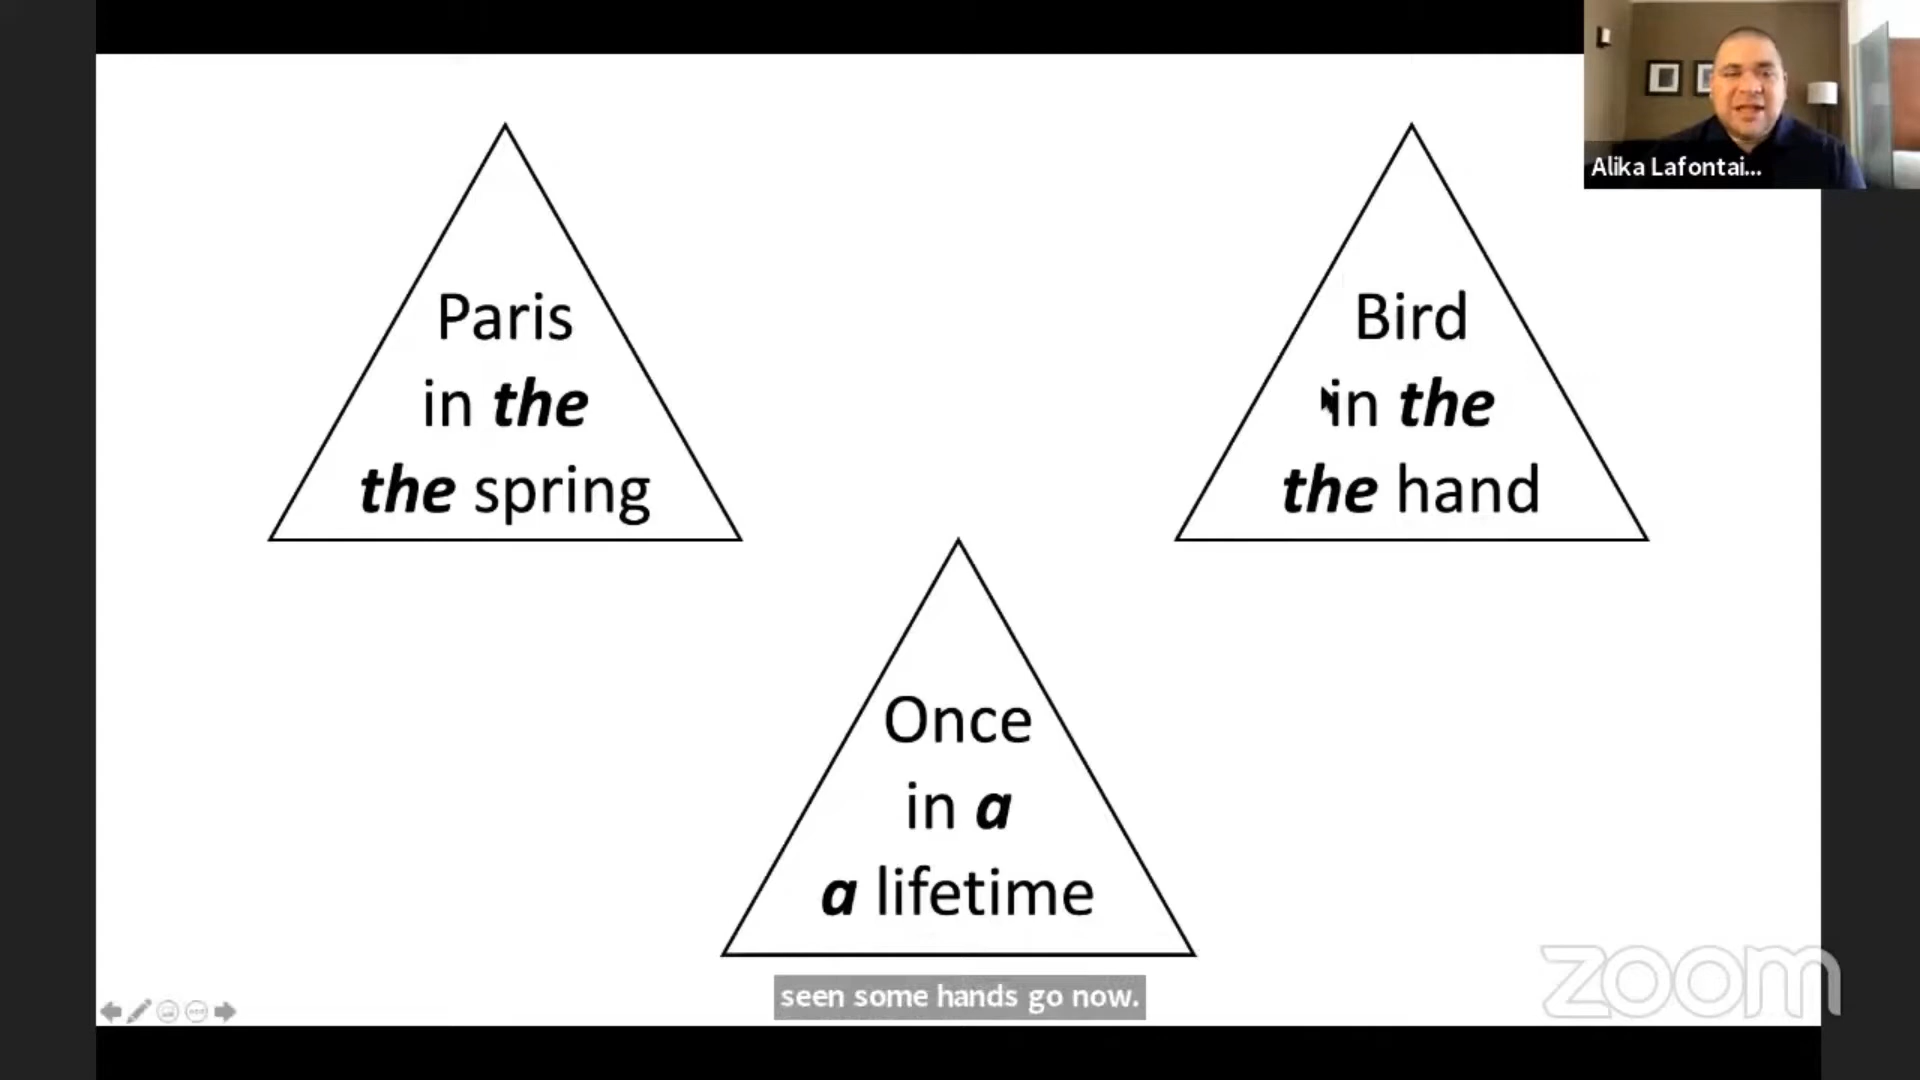 Alika Lafontai...
Paris
in the
the spring
Bird
in the
the hand
Once
in a
a lifetime
seen some hands go now.
zoom